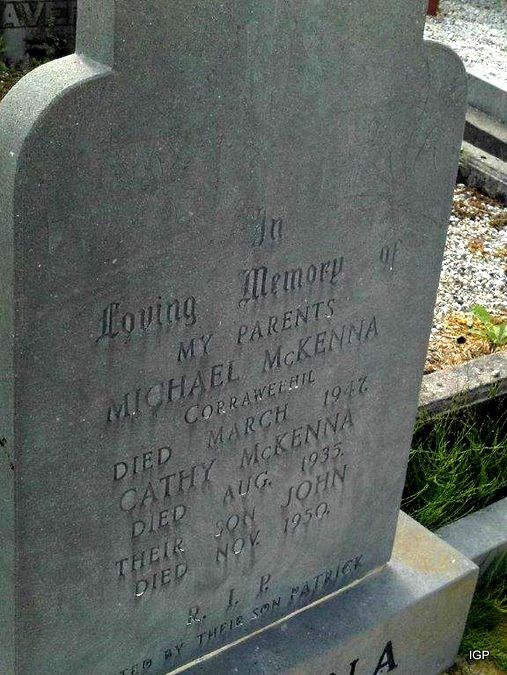 In
Loving Memory of
MY PARENTS
MICHAEL McKENNA
CORRAWEEHIL
DIED MARCH 1947.
CATHY McKENNA
DIED AUG. 1935.
THEIR SON JOHN
DIED NOV. 1950.
R. I. P.
BY THEIR SON PATRICK
IGP